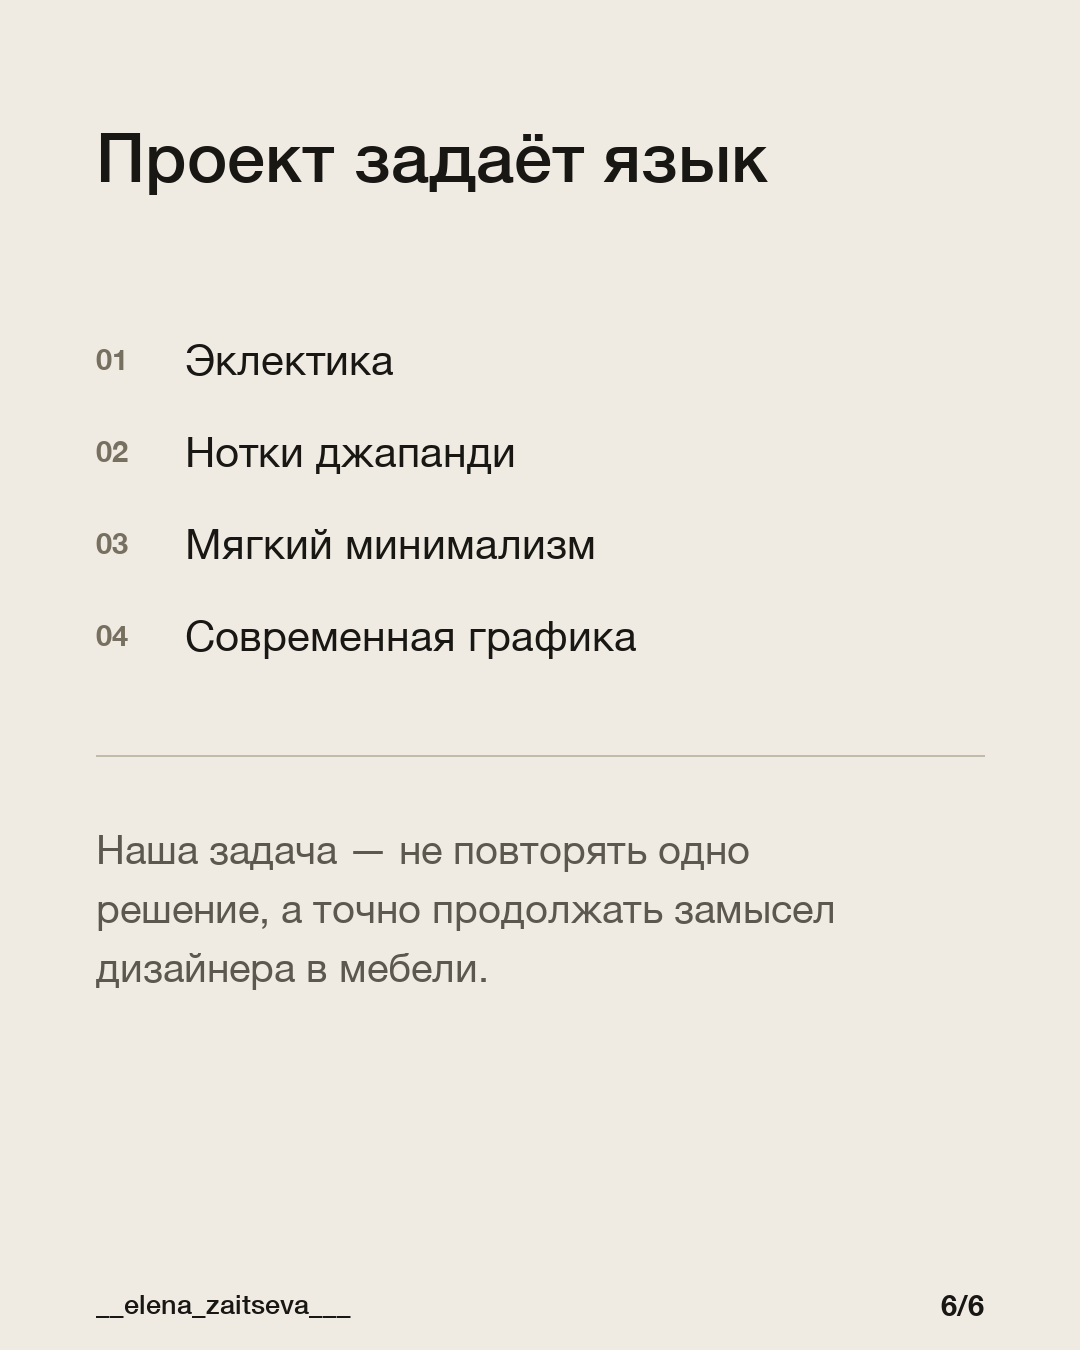 Проект задаёт язык
01 Эклектика
02 Нотки джапанди
03 Мягкий минимализм
04 Современная графика
Наша задача — не повторять одно
решение, а точно продолжать замысел
дизайнера в мебели.
__elena_zaitseva___ 6/6